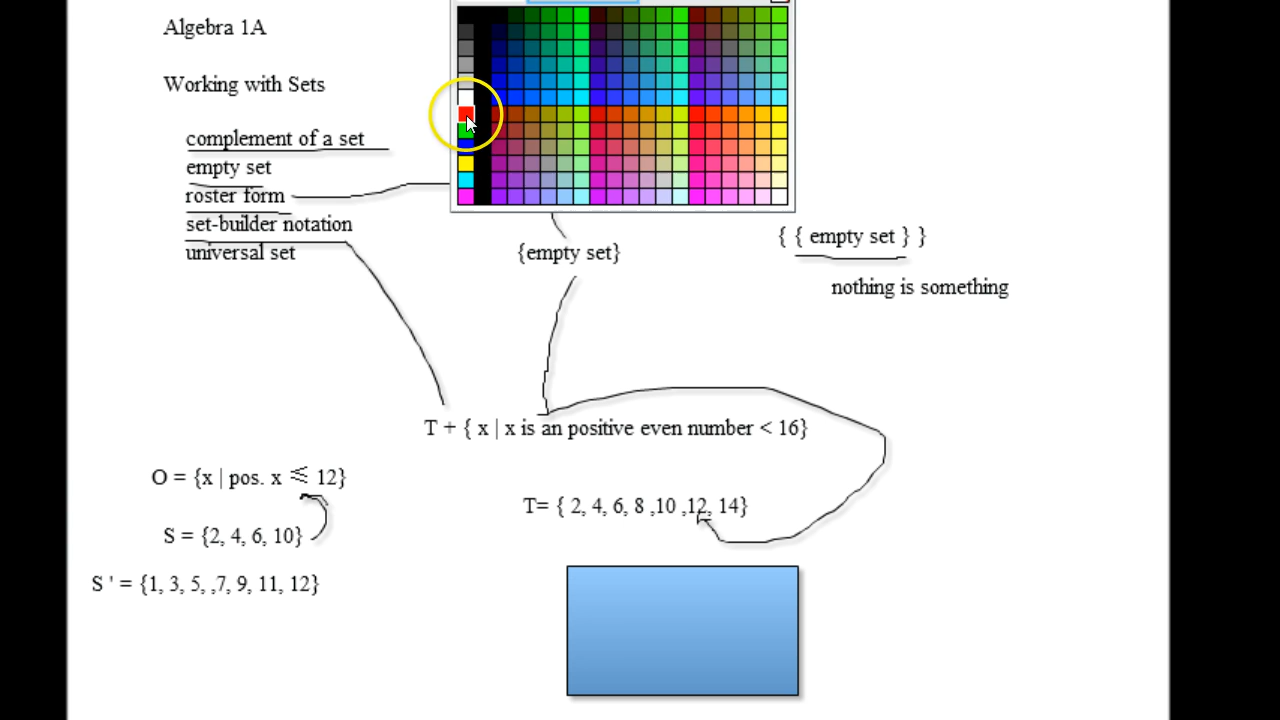 Algebra 1A
Working with Sets
complement of a set
empty set
roster form
set-builder notation
universal set
{empty set}
{ { empty set } }
nothing is something
T + { x | x is an positive even number < 16}
O = {x | pos. x ≤ 12}
T= { 2, 4, 6, 8 ,10 ,12, 14}
S = {2, 4, 6, 10}
S ' = {1, 3, 5, ,7, 9, 11, 12}